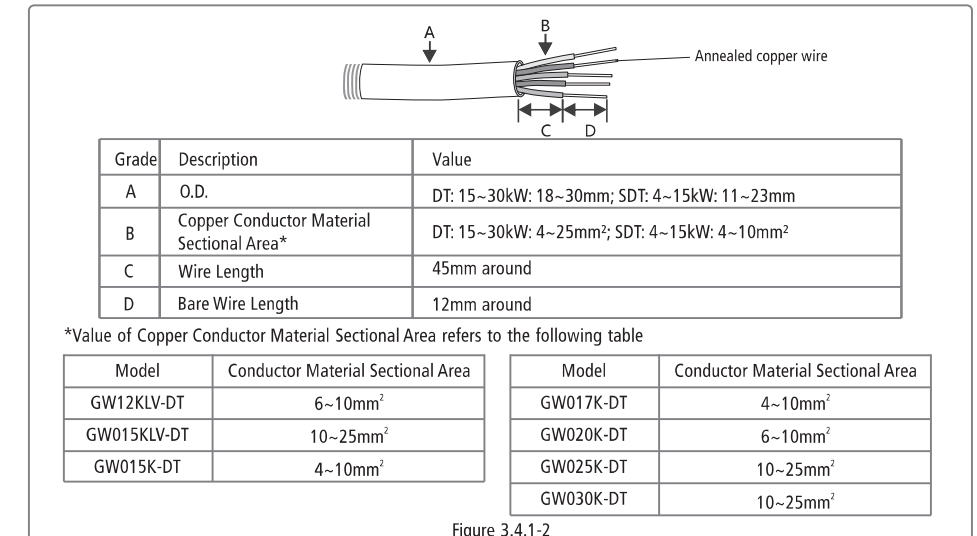 A
B
Annealed copper wire
C
D
Grade Description Value
A O.D. DT: 15~30kW: 18~30mm; SDT: 4~15kW: 11~23mm
B Copper Conductor Material Sectional Area* DT: 15~30kW: 4~25mm²; SDT: 4~15kW: 4~10mm²
C Wire Length 45mm around
D Bare Wire Length 12mm around
*Value of Copper Conductor Material Sectional Area refers to the following table
Model Conductor Material Sectional Area
GW12KLV-DT 6~10mm²
GW015KLV-DT 10~25mm²
GW015K-DT 4~10mm²
Model Conductor Material Sectional Area
GW017K-DT 4~10mm²
GW020K-DT 6~10mm²
GW025K-DT 10~25mm²
GW030K-DT 10~25mm²
Figure 3.4.1-2